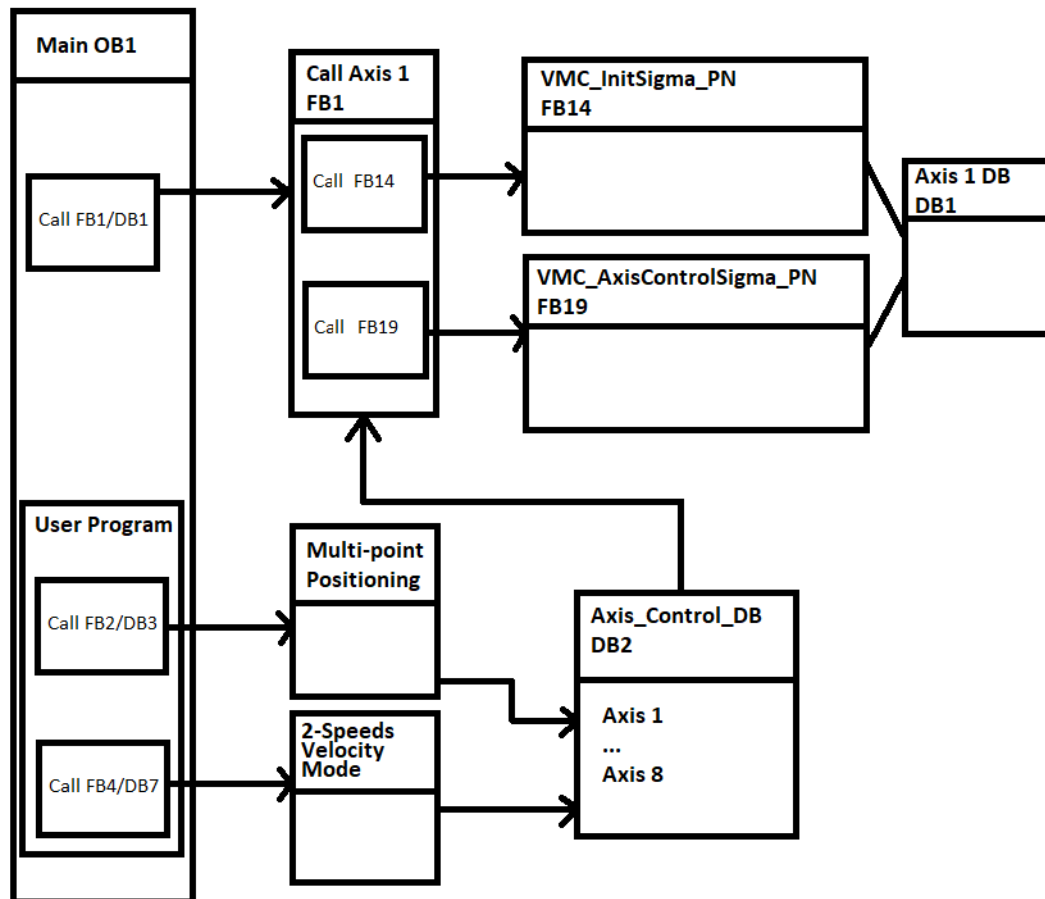 Main OB1
Call FB1/DB1
Call Axis 1
FB1
Call FB14
Call FB19
VMC_InitSigma_PN
FB14
VMC_AxisControlSigma_PN
FB19
Axis 1 DB
DB1
User Program
Call FB2/DB3
Call FB4/DB7
Multi-point
Positioning
2-Speeds
Velocity
Mode
Axis_Control_DB
DB2
Axis 1
...
Axis 8